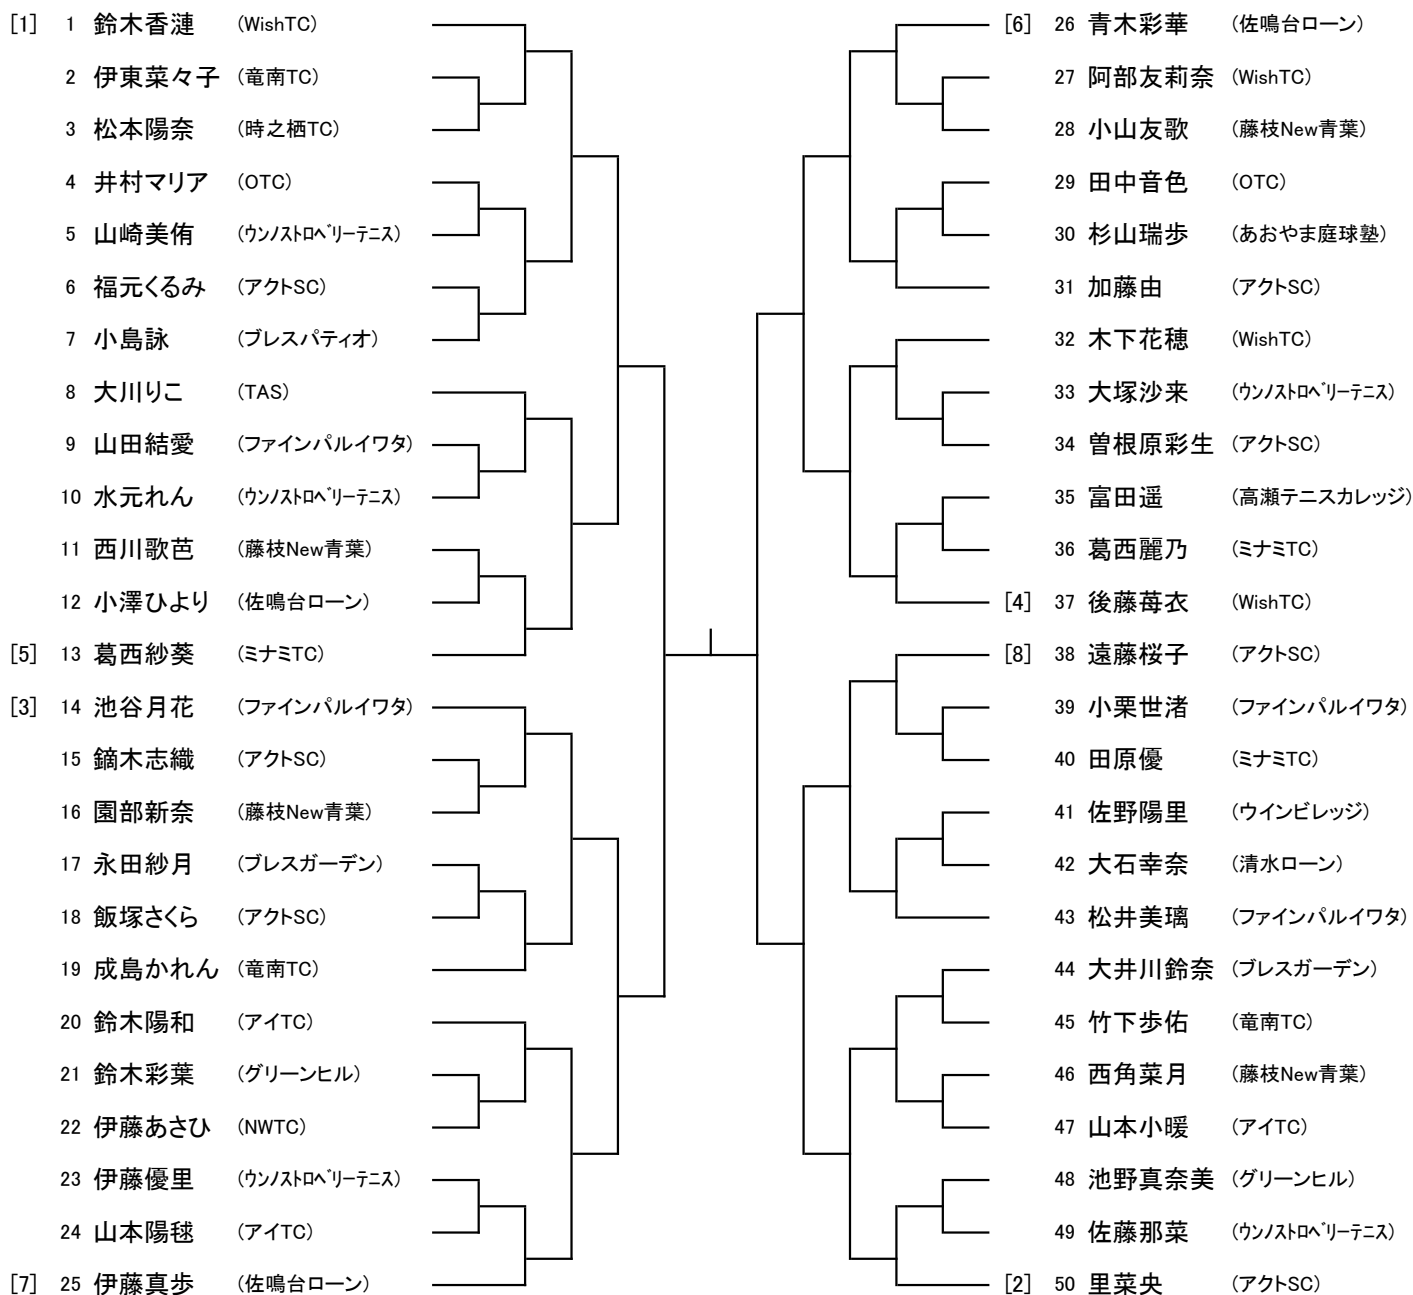 [1] 1 鈴木香漣 (WishTC)
2 伊東菜々子 (竜南TC)
3 松本陽奈 (時之栖TC)
4 井村マリア (OTC)
5 山崎美侑 (ｳﾝﾉｽﾄﾛﾍﾞﾘｰﾃﾆｽ)
6 福元くるみ (アクトSC)
7 小島詠 (ブレスパティオ)
8 大川りこ (TAS)
9 山田結愛 (ファインパルイワタ)
10 水元れん (ｳﾝﾉｽﾄﾛﾍﾞﾘｰﾃﾆｽ)
11 西川歌芭 (藤枝New青葉)
12 小澤ひより (佐鳴台ローン)
[5] 13 葛西紗葵 (ミナミTC)
[3] 14 池谷月花 (ファインパルイワタ)
15 鏑木志織 (アクトSC)
16 園部新奈 (藤枝New青葉)
17 永田紗月 (ブレスガーデン)
18 飯塚さくら (アクトSC)
19 成島かれん (竜南TC)
20 鈴木陽和 (アイTC)
21 鈴木彩葉 (グリーンヒル)
22 伊藤あさひ (NWTC)
23 伊藤優里 (ｳﾝﾉｽﾄﾛﾍﾞﾘｰﾃﾆｽ)
24 山本陽毬 (アイTC)
[7] 25 伊藤真歩 (佐鳴台ローン)
[6] 26 青木彩華 (佐鳴台ローン)
27 阿部友莉奈 (WishTC)
28 小山友歌 (藤枝New青葉)
29 田中音色 (OTC)
30 杉山瑞歩 (あおやま庭球塾)
31 加藤由 (アクトSC)
32 木下花穂 (WishTC)
33 大塚沙来 (ｳﾝﾉｽﾄﾛﾍﾞﾘｰﾃﾆｽ)
34 曽根原彩生 (アクトSC)
35 富田遥 (高瀬テニスカレッジ)
36 葛西麗乃 (ミナミTC)
[4] 37 後藤苺衣 (WishTC)
[8] 38 遠藤桜子 (アクトSC)
39 小栗世渚 (ファインパルイワタ)
40 田原優 (ミナミTC)
41 佐野陽里 (ウインビレッジ)
42 大石幸奈 (清水ローン)
43 松井美璃 (ファインパルイワタ)
44 大井川鈴奈 (ブレスガーデン)
45 竹下歩佑 (竜南TC)
46 西角菜月 (藤枝New青葉)
47 山本小暖 (アイTC)
48 池野真奈美 (グリーンヒル)
49 佐藤那菜 (ｳﾝﾉｽﾄﾛﾍﾞﾘｰﾃﾆｽ)
[2] 50 里菜央 (アクトSC)